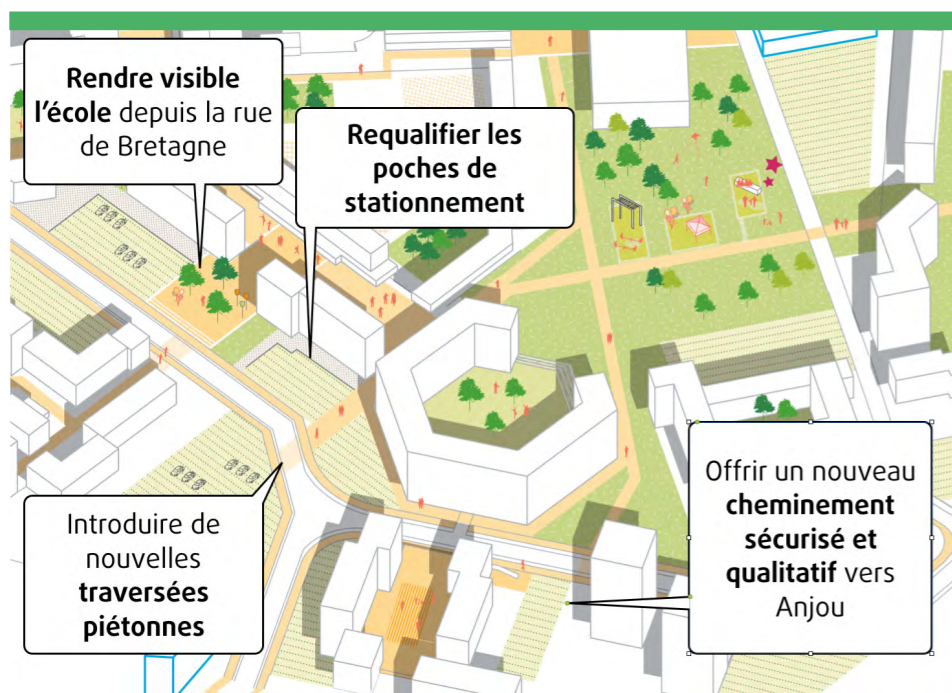 Rendre visible
l'école depuis la rue
de Bretagne
Requalifier les
poches de
stationnement
Introduire de
nouvelles
traversées
piétonnes
Offrir un nouveau
cheminement
sécurisé et
qualitatif vers
Anjou